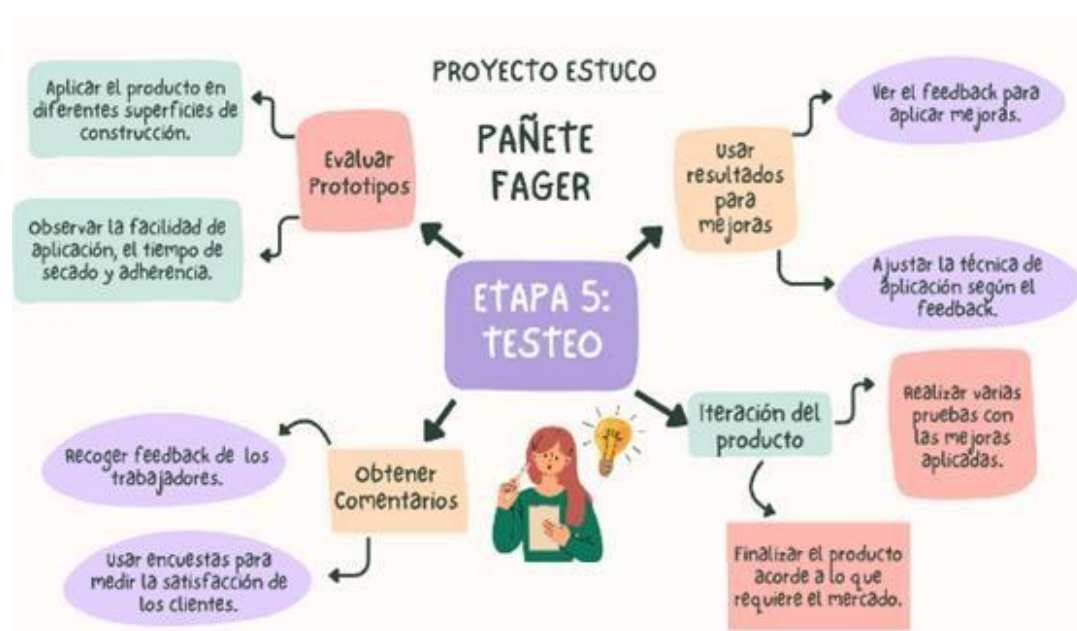 PROYECTO ESTUCO
PAÑETE
FAGER
ETAPA 5:
TESTEO
Evaluar
Prototipos
Aplicar el producto en
diferentes superficies de
construcción.
Observar la facilidad de
aplicación, el tiempo de
secado y adherencia.
Usar
resultados
para
mejoras
Ver el feedback para
aplicar mejoras.
Ajustar la técnica de
aplicación según el
feedback.
Obtener
Comentarios
Recoger feedback de los
trabajadores.
Usar encuestas para
medir la satisfacción de
los clientes.
Iteración del
producto
Realizar varias
pruebas con
las mejoras
aplicadas.
Finalizar el producto
acorde a lo que
requiere el mercado.